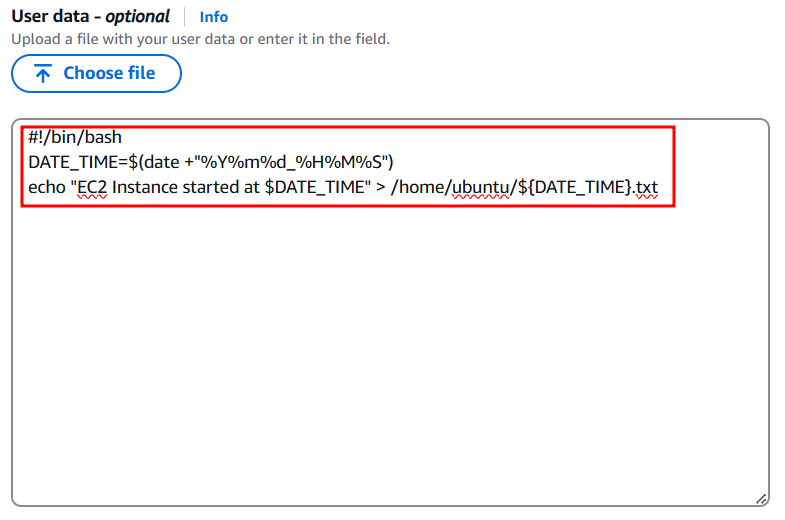 User data - optional Info
Upload a file with your user data or enter it in the field.
Choose file
#!/bin/bash
DATE_TIME=$(date +"%Y%m%d_%H%M%S")
echo "EC2 Instance started at $DATE_TIME" > /home/ubuntu/${DATE_TIME}.txt